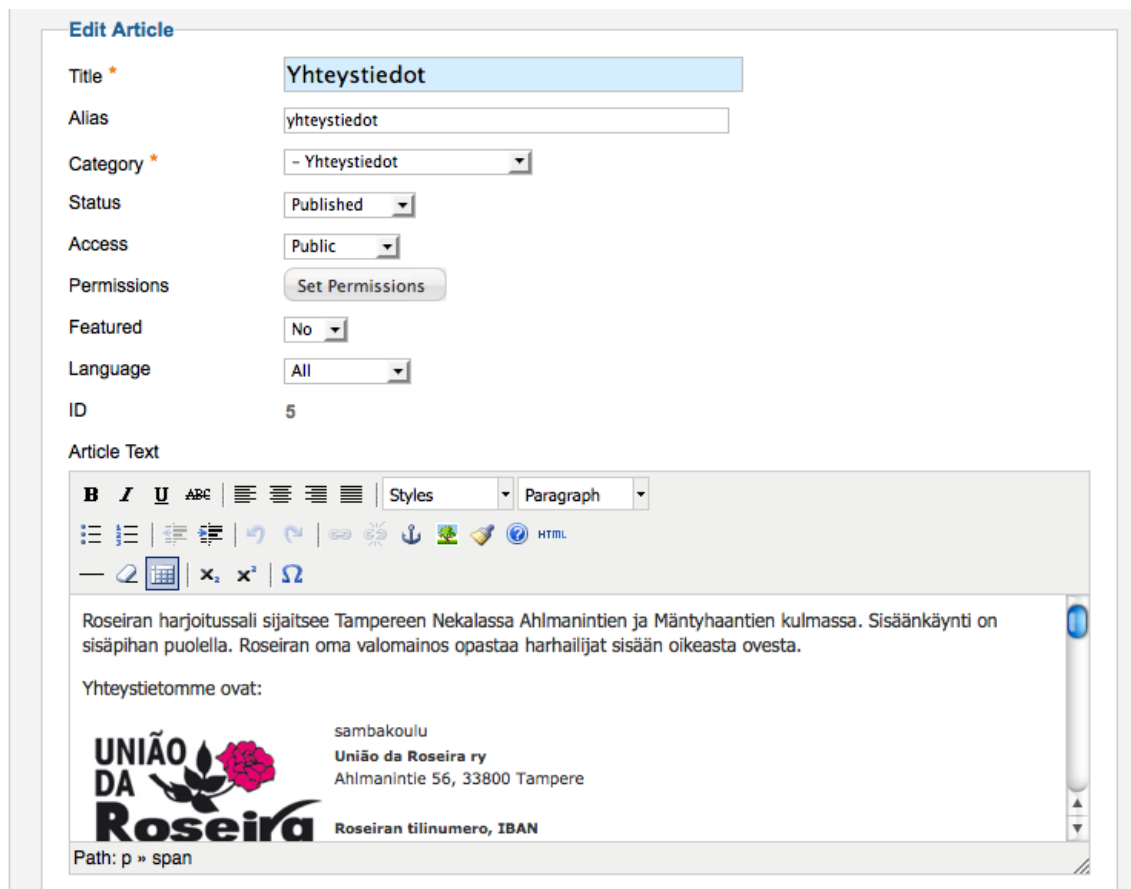 Edit Article
Title *
Yhteystiedot
Alias
yhteystiedot
Category *
– Yhteystiedot
Status
Published
Access
Public
Permissions
Set Permissions
Featured
No
Language
All
ID
5
Article Text
B I U ABC Styles Paragraph
HTML
x₂ x² Ω
Roseiran harjoitussali sijaitsee Tampereen Nekalassa Ahlmanintien ja Mäntyhaantien kulmassa. Sisäänkäynti on
sisäpihan puolella. Roseiran oma valomainos opastaa harhailijat sisään oikeasta ovesta.
Yhteystietomme ovat:
UNIÃO
DA
Roseira
sambakoulu
União da Roseira ry
Ahlmanintie 56, 33800 Tampere
Roseiran tilinumero, IBAN
Path: p » span